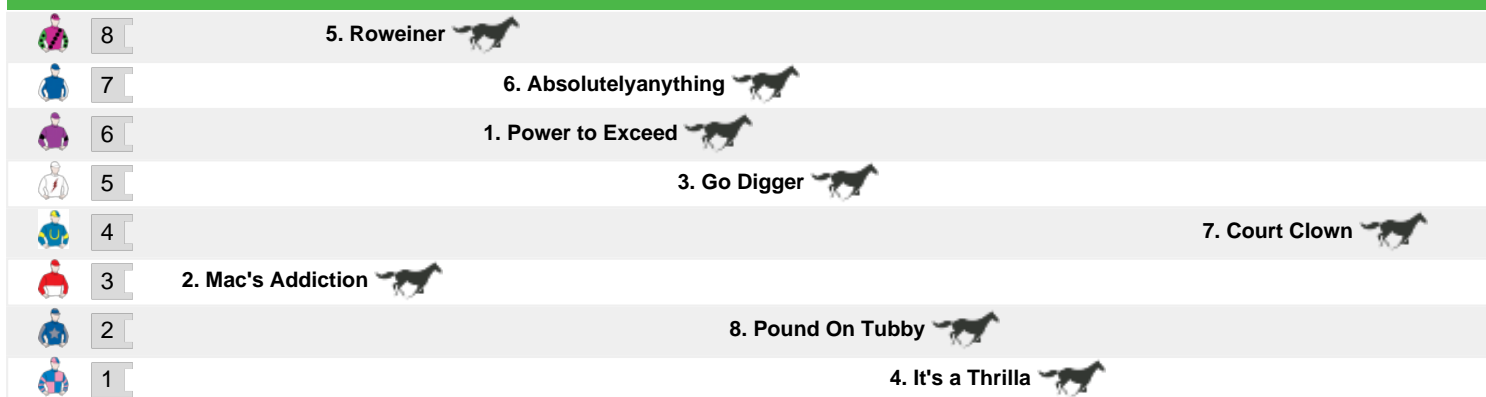 8 5. Roweiner
7 6. Absolutelyanything
6 1. Power to Exceed
5 3. Go Digger
4 7. Court Clown
3 2. Mac's Addiction
2 8. Pound On Tubby
1 4. It's a Thrilla